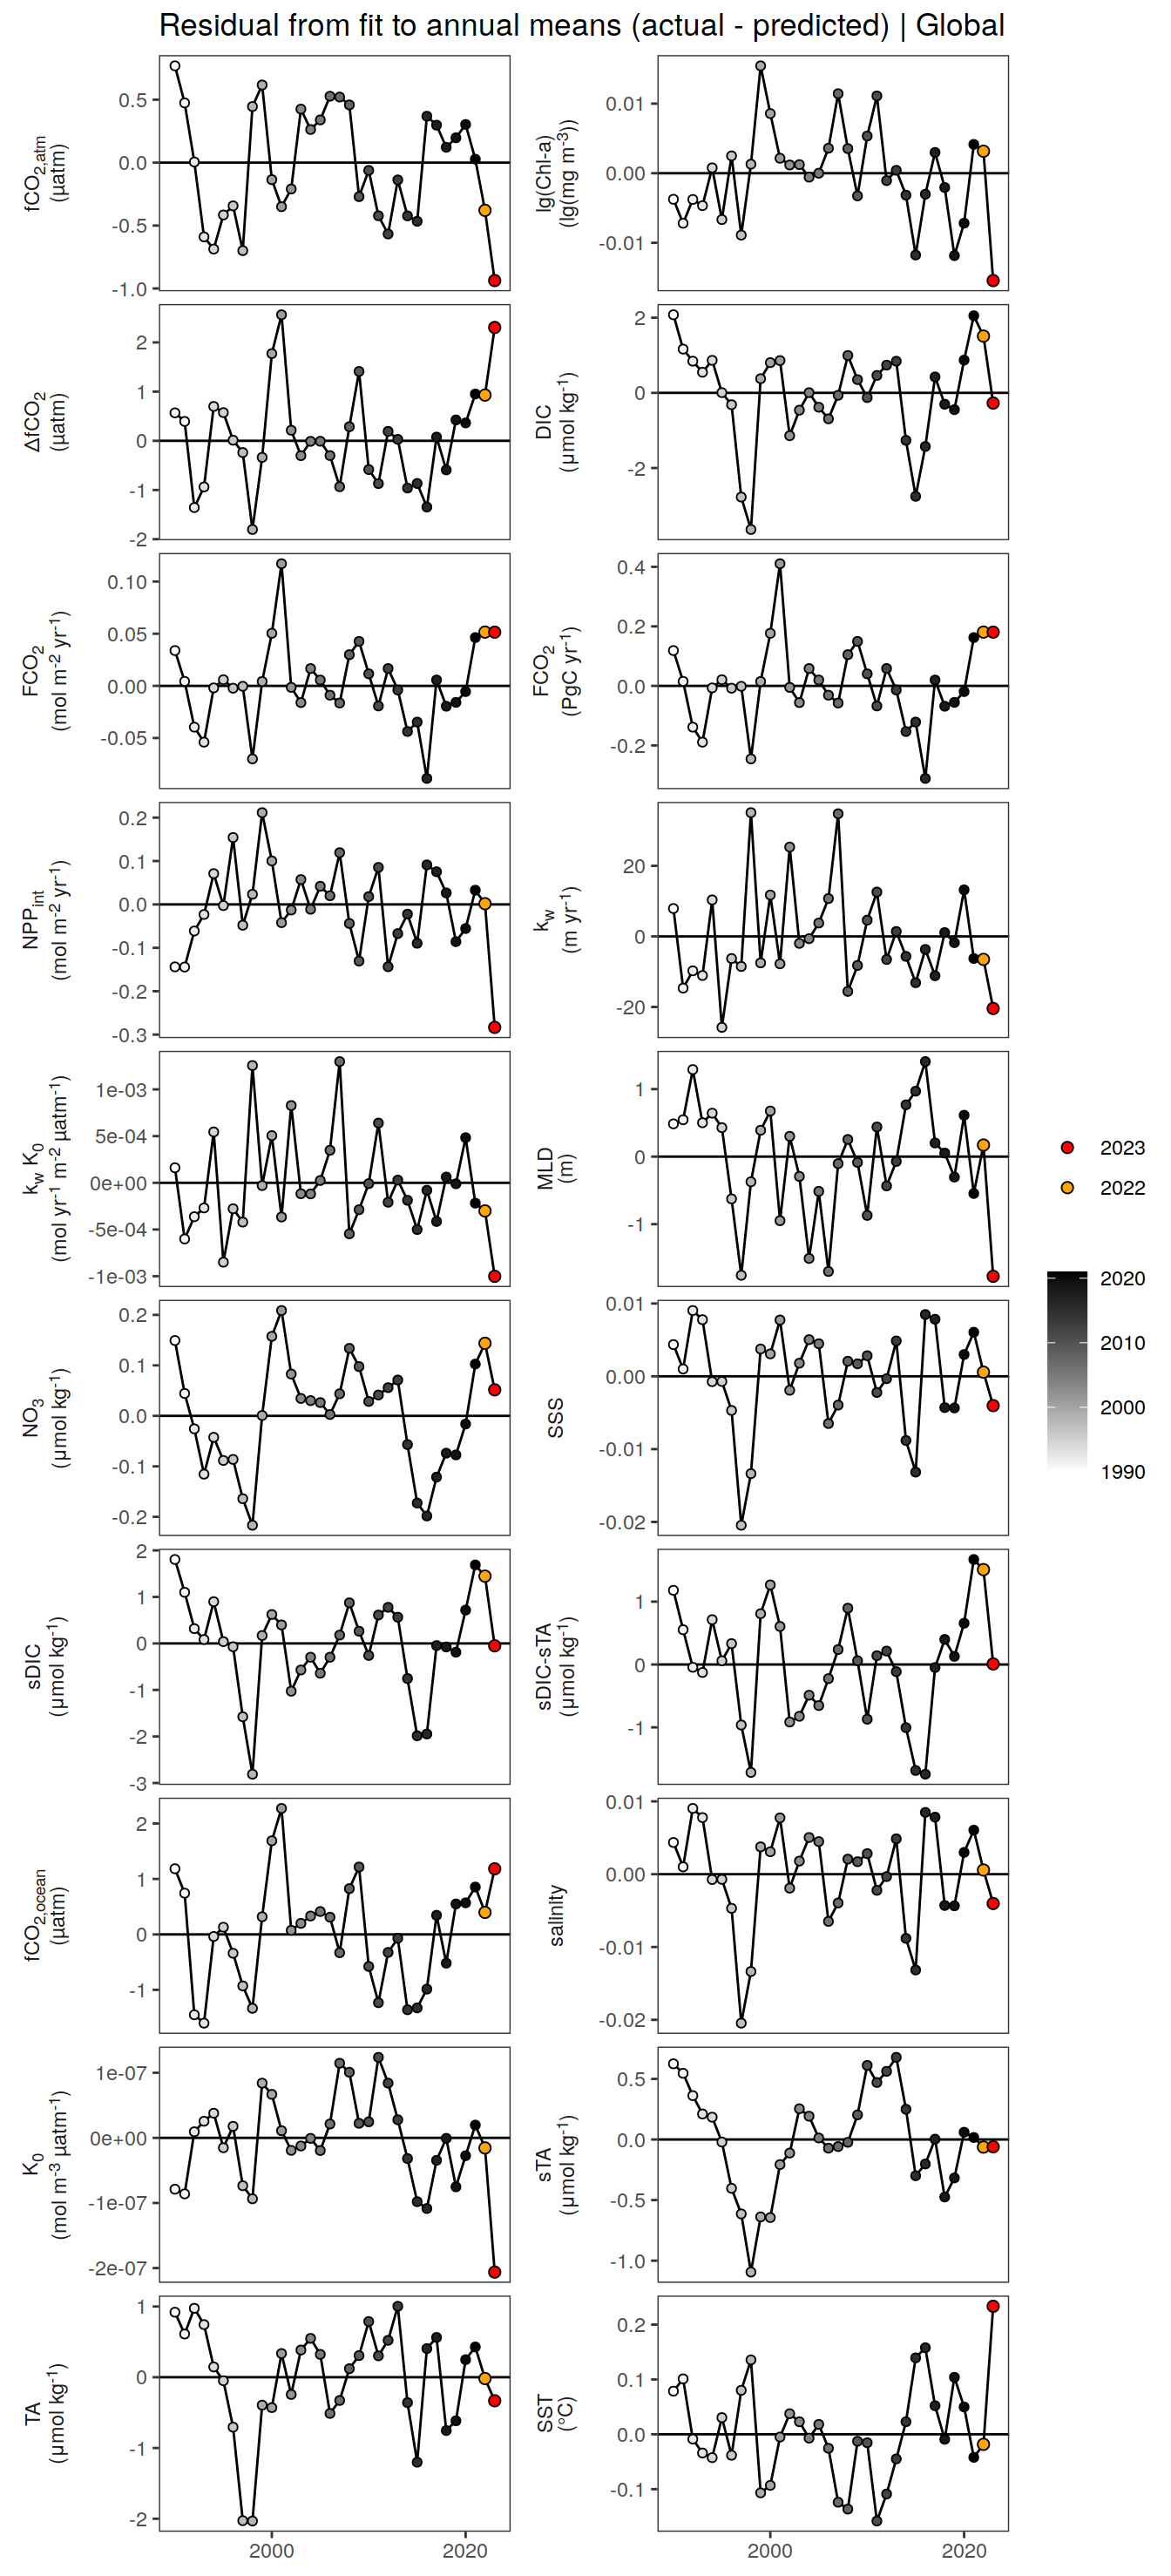 Residual from fit to annual means (actual - predicted) | Global
fCO2,atm
(µatm)
0.5
0.0
-0.5
-1.0
lg(Chl-a)
(lg(mg m-3))
0.01
0.00
-0.01
ΔfCO2
(µatm)
2
1
0
-1
-2
DIC
(µmol kg-1)
2
0
-2
FCO2
(mol m-2 yr-1)
0.10
0.05
0.00
-0.05
FCO2
(PgC yr-1)
0.4
0.2
0.0
-0.2
NPPint
(mol m-2 yr-1)
0.2
0.1
0.0
-0.1
-0.2
-0.3
kw
(m yr-1)
20
0
-20
kw K0
(mol yr-1 m-2 µatm-1)
1e-03
5e-04
0e+00
-5e-04
-1e-03
MLD
(m)
1
0
-1
NO3
(µmol kg-1)
0.2
0.1
0.0
-0.1
-0.2
SSS
0.01
0.00
-0.01
-0.02
sDIC
(µmol kg-1)
2
1
0
-1
-2
-3
sDIC-sTA
(µmol kg-1)
1
0
-1
fCO2,ocean
(µatm)
2
1
0
-1
salinity
0.01
0.00
-0.01
-0.02
K0
(mol m-3 µatm-1)
1e-07
0e+00
-1e-07
-2e-07
sTA
(µmol kg-1)
0.5
0.0
-0.5
-1.0
TA
(µmol kg-1)
1
0
-1
-2
SST
(°C)
0.2
0.1
0.0
-0.1
2000
2020
2000
2020
2023
2022
2020
2010
2000
1990